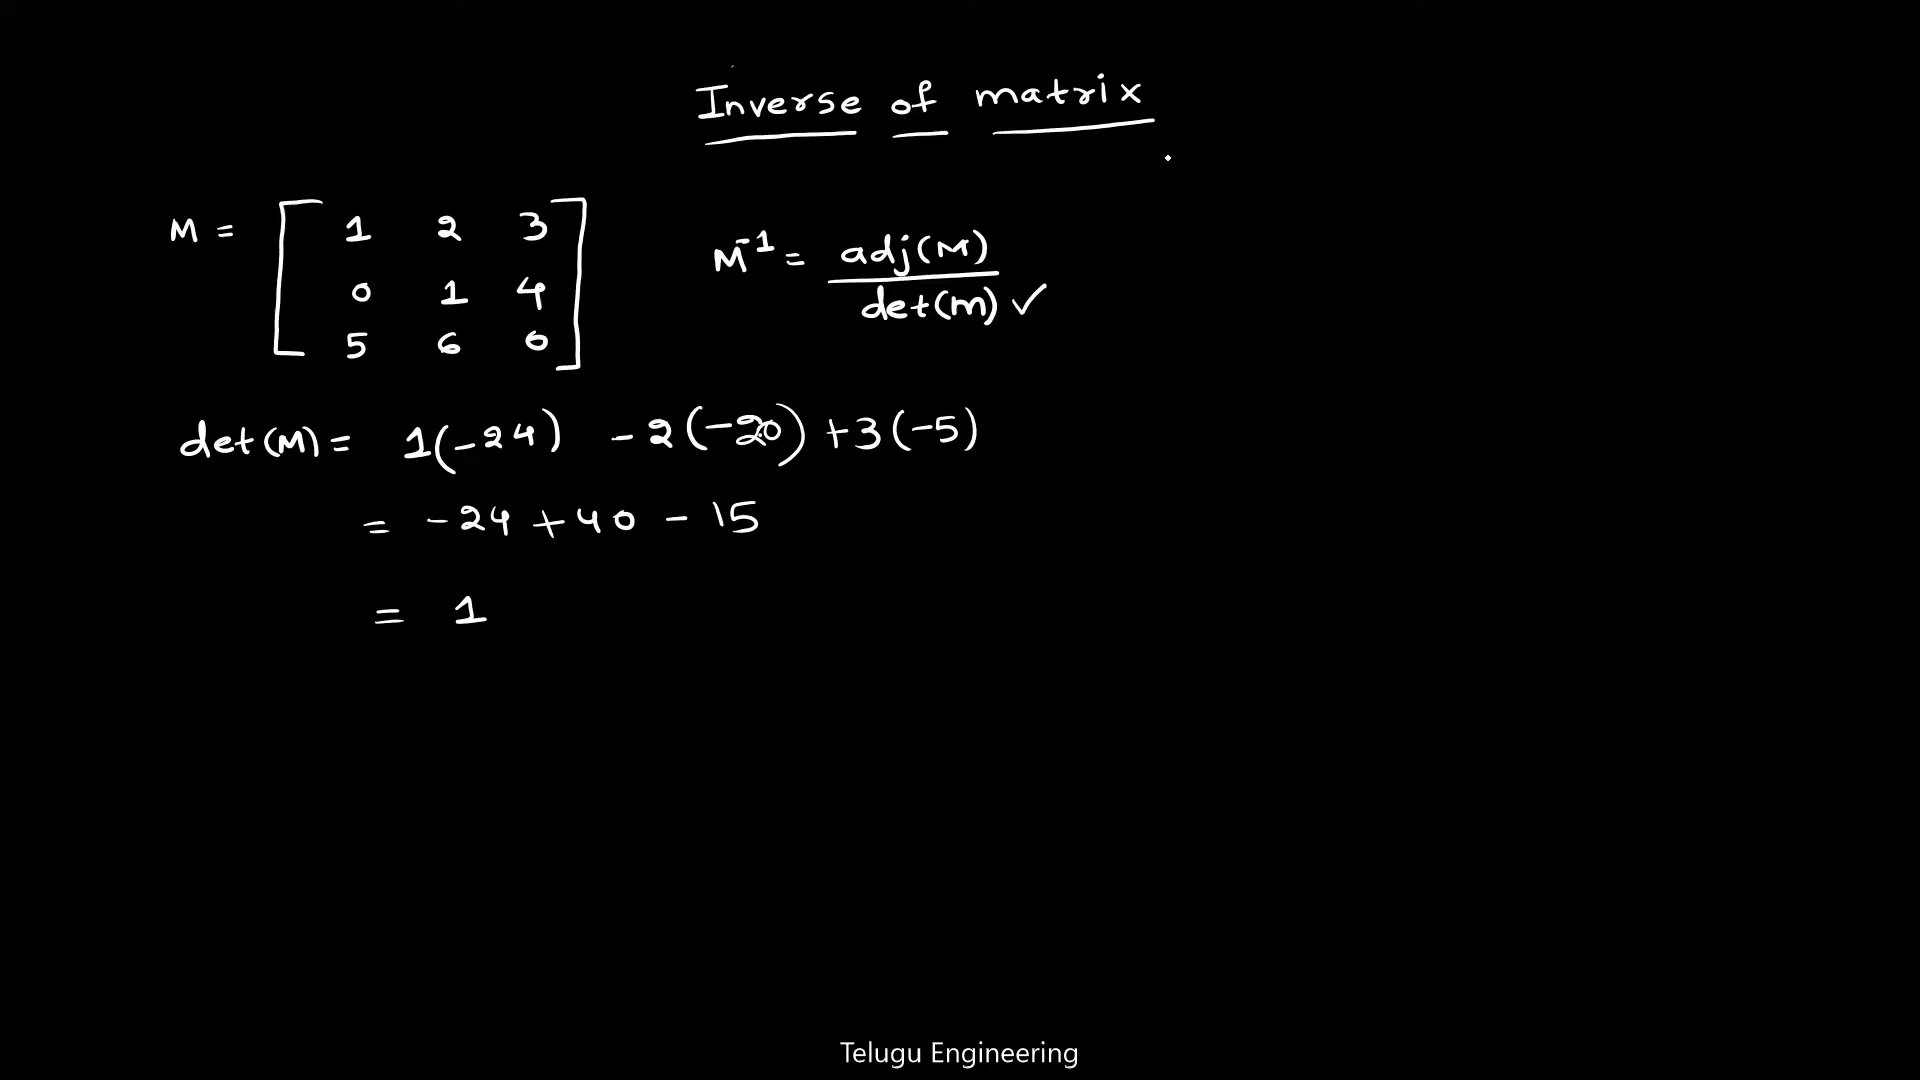 Inverse of matrix
M = [ 1 2 3
0 1 4
5 6 0 ]
M⁻¹ = adj(M)
det(m) ✓
det(M) = 1(-24) -2(-20) +3(-5)
= -24 + 40 - 15
= 1
Telugu Engineering